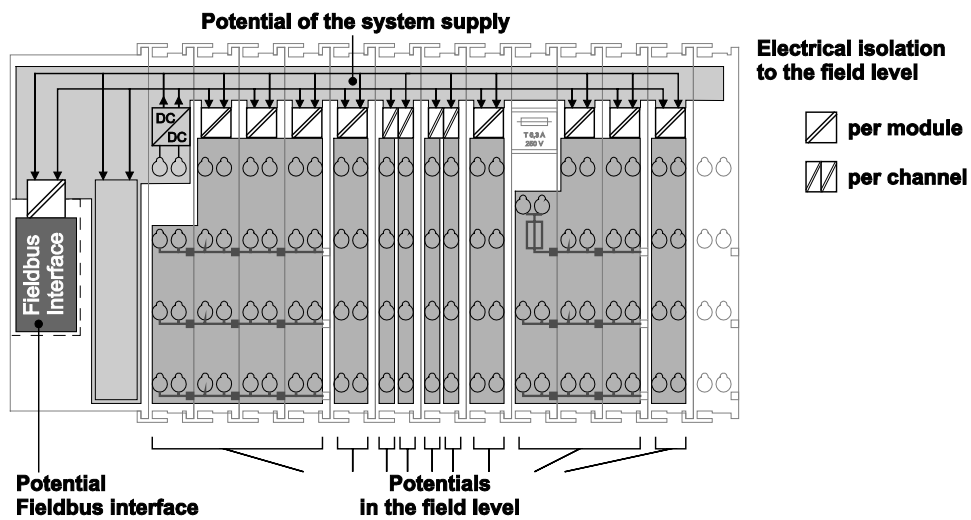 Potential of the system supply
Electrical isolation
to the field level
per module
per channel
DC
DC
T 6,3 A
250 V
Fieldbus
Interface
Potential
Fieldbus interface
Potentials
in the field level